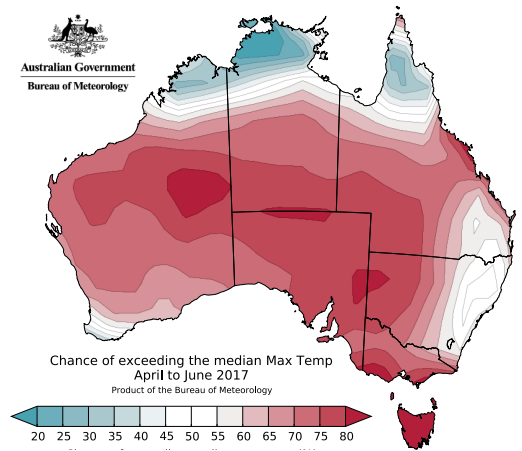 Australian Government
Bureau of Meteorology
Chance of exceeding the median Max Temp
April to June 2017
Product of the Bureau of Meteorology
20 25 30 35 40 45 50 55 60 65 70 75 80